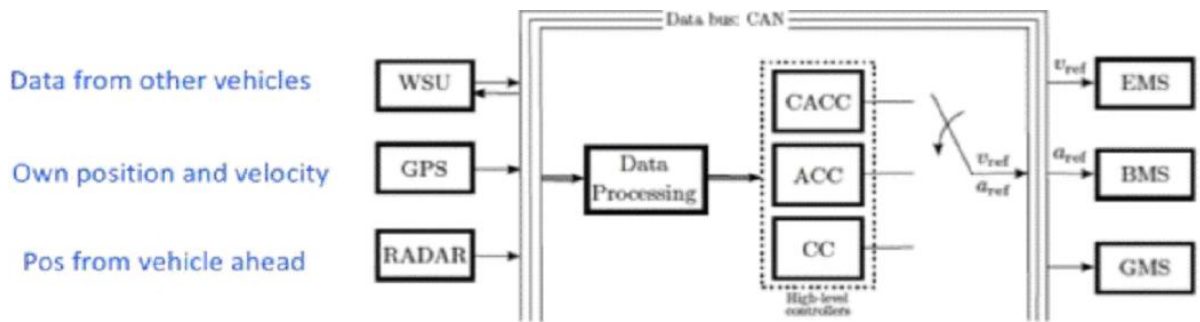 Data bus: CAN
Data from other vehicles
WSU
Own position and velocity
GPS
Pos from vehicle ahead
RADAR
Data
Processing
CACC
ACC
CC
High-level
controllers
v_ref
a_ref
v_ref
EMS
a_ref
BMS
GMS